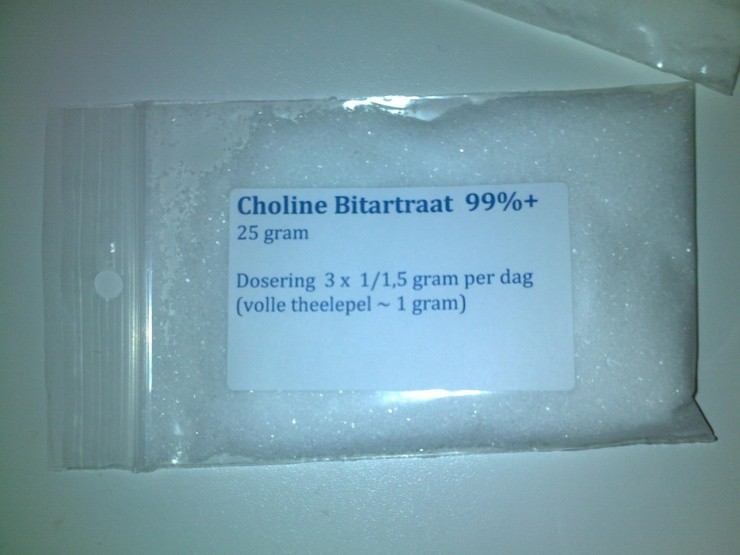 Choline Bitartraat 99%+
25 gram
Dosering 3 x 1/1,5 gram per dag
(volle theelepel ~ 1 gram)